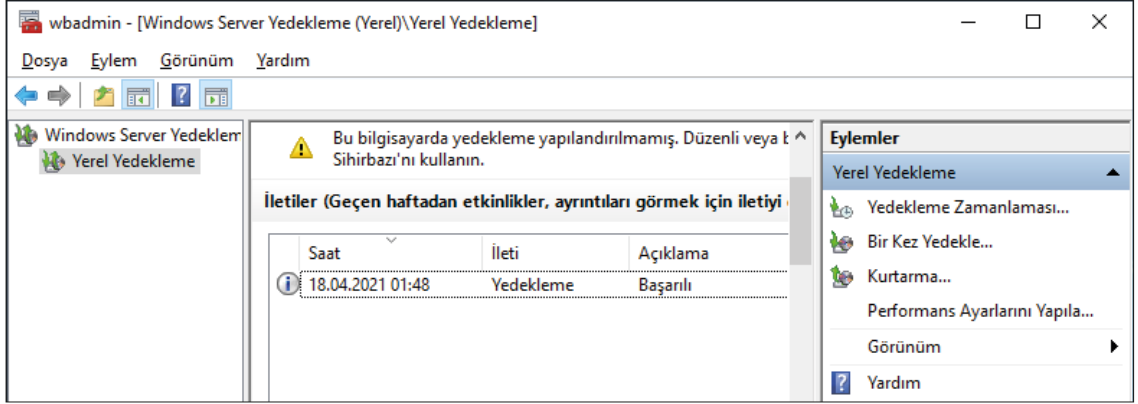 wbadmin - [Windows Server Yedekleme (Yerel)\Yerel Yedekleme]
Dosya Eylem Görünüm Yardım
Windows Server Yedeklem
Yerel Yedekleme
Bu bilgisayarda yedekleme yapılandırılmamış. Düzenli veya
Sihirbazı'nı kullanın.
İletiler (Geçen haftadan etkinlikler, ayrıntıları görmek için iletiyi
Saat İleti Açıklama
18.04.2021 01:48 Yedekleme Başarılı
Eylemler
Yerel Yedekleme
Yedekleme Zamanlaması...
Bir Kez Yedekle...
Kurtarma...
Performans Ayarlarını Yapıla...
Görünüm
Yardım